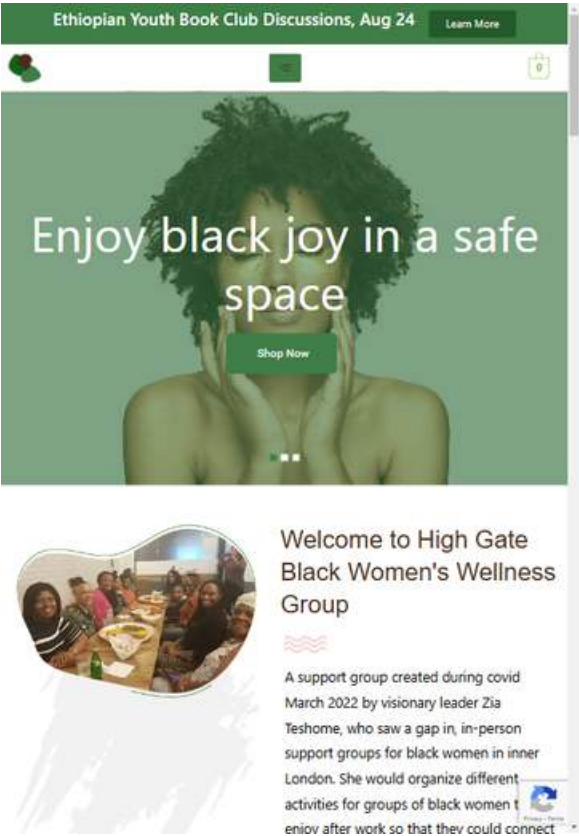 Ethiopian Youth Book Club Discussions, Aug 24
Learn More
0
Enjoy black joy in a safe
space
Shop Now
Welcome to High Gate
Black Women's Wellness
Group
A support group created during covid
March 2022 by visionary leader Zia
Teshome, who saw a gap in, in-person
support groups for black women in inner
London. She would organize different
activities for groups of black women t
enjoy after work so that they could connect
Privacy - Terms